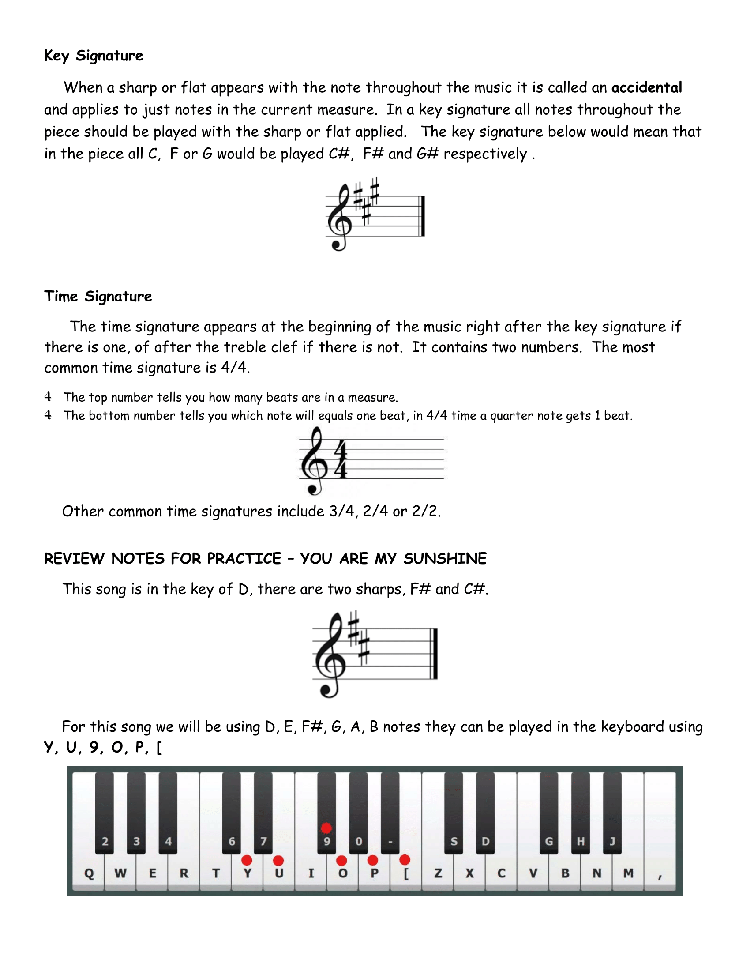 Key Signature
When a sharp or flat appears with the note throughout the music it is called an accidental
and applies to just notes in the current measure. In a key signature all notes throughout the
piece should be played with the sharp or flat applied. The key signature below would mean that
in the piece all C, F or G would be played C#, F# and G# respectively .
Time Signature
The time signature appears at the beginning of the music right after the key signature if
there is one, of after the treble clef if there is not. It contains two numbers. The most
common time signature is 4/4.
4 The top number tells you how many beats are in a measure.
4 The bottom number tells you which note will equals one beat, in 4/4 time a quarter note gets 1 beat.
4
4
Other common time signatures include 3/4, 2/4 or 2/2.
REVIEW NOTES FOR PRACTICE – YOU ARE MY SUNSHINE
This song is in the key of D, there are two sharps, F# and C#.
For this song we will be using D, E, F#, G, A, B notes they can be played in the keyboard using
Y, U, 9, O, P, [
2 3 4 6 7 9 0 - S D G H J
Q W E R T Y U I O P [ Z X C V B N M ,